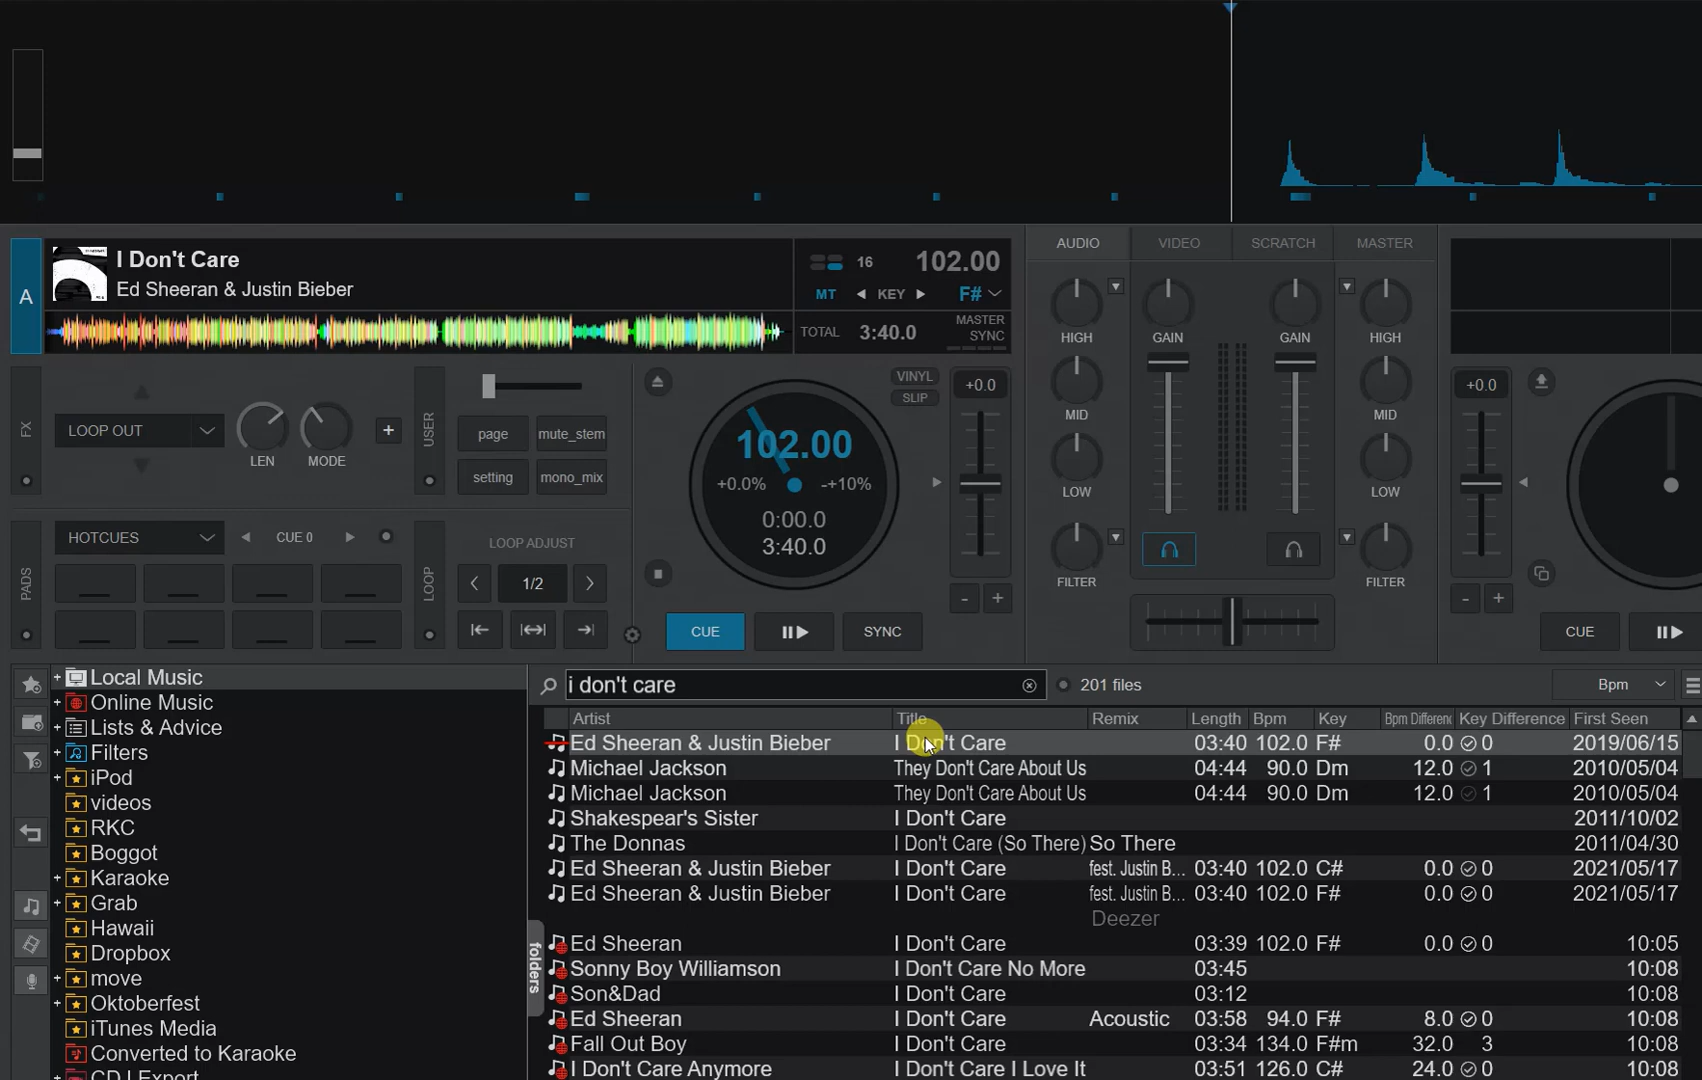 AUDIO VIDEO SCRATCH MASTER
A
I Don't Care
Ed Sheeran & Justin Bieber
16 102.00
MT KEY F#
TOTAL 3:40.0
MASTER
SYNC
HIGH GAIN GAIN HIGH
MID MID
LOW LOW
FILTER FILTER
FX
LOOP OUT
LEN MODE
+
USER
page mute_stem
setting mono_mix
VINYL
SLIP
102.00
+0.0% -+10%
0:00.0
3:40.0
+0.0
- +
+0.0
- +
PADS
HOTCUES
CUE 0
LOOP
LOOP ADJUST
< 1/2 >
CUE SYNC
CUE
Local Music
Online Music
Lists & Advice
Filters
iPod
videos
RKC
Boggot
Karaoke
Grab
Hawaii
Dropbox
move
Oktoberfest
iTunes Media
Converted to Karaoke
CDJ Export
folders
i don't care 201 files Bpm
Artist Title Remix Length Bpm Key Bpm Differenc Key Difference First Seen
Ed Sheeran & Justin Bieber I Don't Care 03:40 102.0 F# 0.0 0 2019/06/15
Michael Jackson They Don't Care About Us 04:44 90.0 Dm 12.0 1 2010/05/04
Michael Jackson They Don't Care About Us 04:44 90.0 Dm 12.0 1 2010/05/04
Shakespear's Sister I Don't Care 2011/10/02
The Donnas I Don't Care (So There) So There 2011/04/30
Ed Sheeran & Justin Bieber I Don't Care fest. Justin B... 03:40 102.0 C# 0.0 0 2021/05/17
Ed Sheeran & Justin Bieber I Don't Care fest. Justin B... 03:40 102.0 F# 0.0 0 2021/05/17
Deezer
Ed Sheeran I Don't Care 03:39 102.0 F# 0.0 0 10:05
Sonny Boy Williamson I Don't Care No More 03:45 10:08
Son&Dad I Don't Care 03:12 10:08
Ed Sheeran I Don't Care Acoustic 03:58 94.0 F# 8.0 0 10:08
Fall Out Boy I Don't Care 03:34 134.0 F#m 32.0 3 10:08
I Don't Care Anymore I Don't Care I Love It 03:51 126.0 C# 24.0 0 10:08